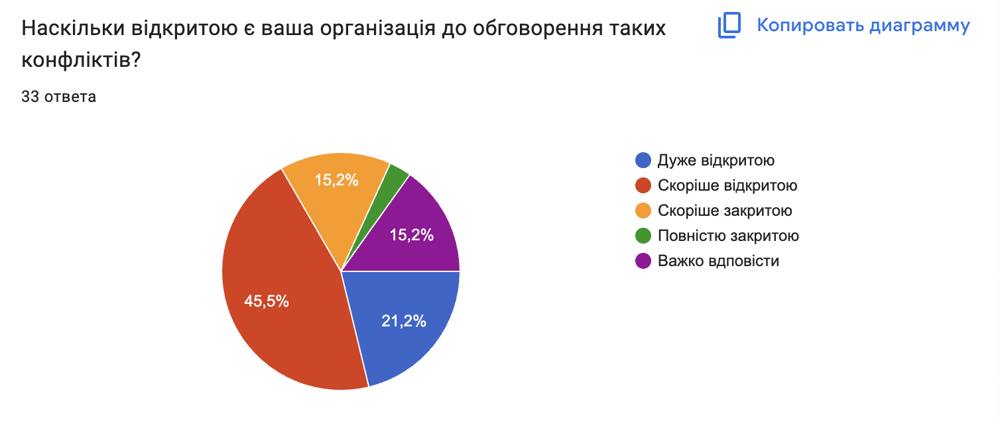 Наскільки відкритою є ваша організація до обговорення таких
конфліктів?
Копировать диаграмму
33 ответа
15,2%
15,2%
45,5%
21,2%
Дуже відкритою
Скоріше відкритою
Скоріше закритою
Повністю закритою
Важко вдповісти